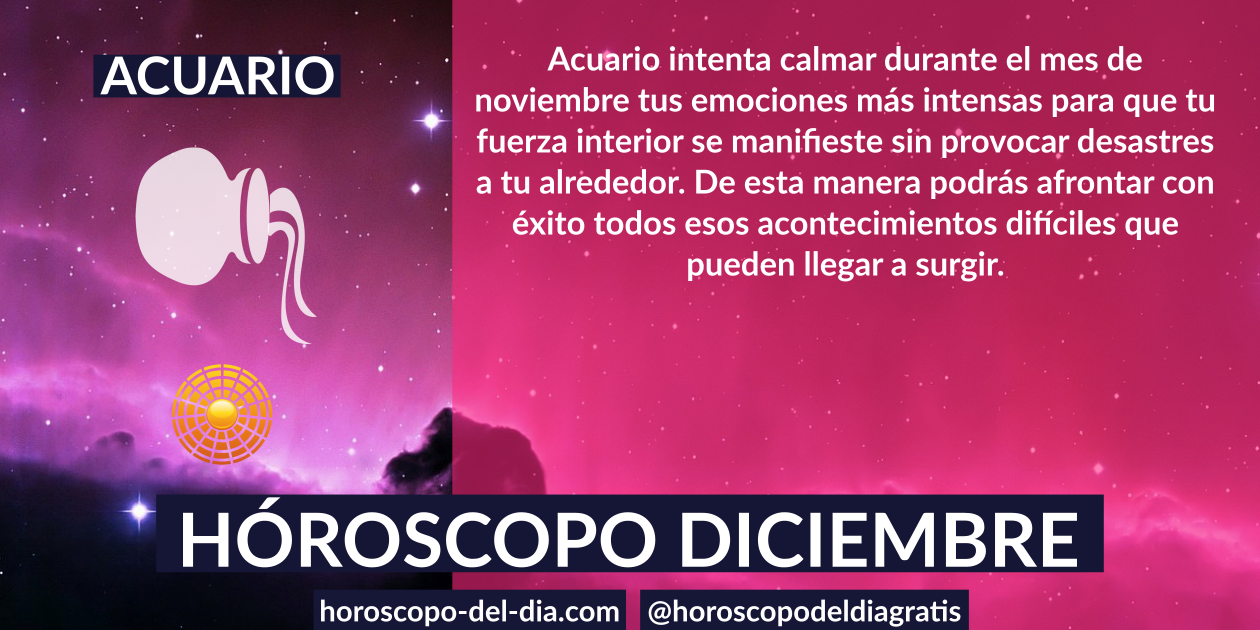 ACUARIO
Acuario intenta calmar durante el mes de
noviembre tus emociones más intensas para que tu
fuerza interior se manifieste sin provocar desastres
a tu alrededor. De esta manera podrás afrontar con
éxito todos esos acontecimientos difíciles que
pueden llegar a surgir.
HÓROSCOPO DICIEMBRE
horoscopo-del-dia.com
@horoscopodeldiagratis